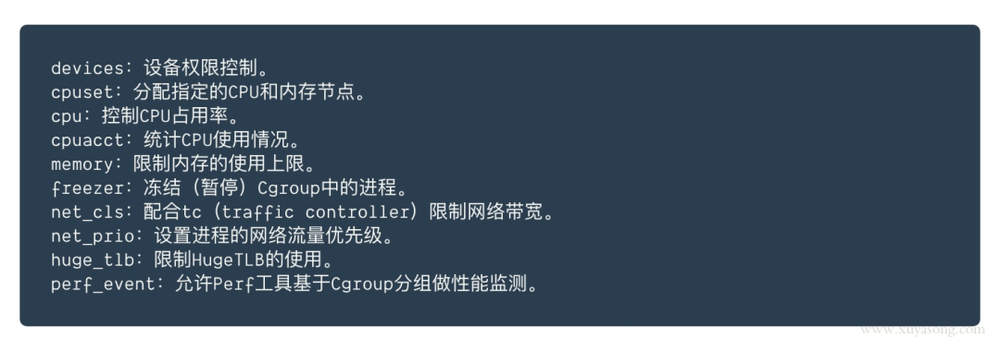 devices: 设备权限控制。
cpuset: 分配指定的CPU和内存节点。
cpu: 控制CPU占用率。
cpuacct: 统计CPU使用情况。
memory: 限制内存的使用上限。
freezer: 冻结（暂停）Cgroup中的进程。
net_cls: 配合tc（traffic controller）限制网络带宽。
net_prio: 设置进程的网络流量优先级。
huge_tlb: 限制HugeTLB的使用。
perf_event: 允许Perf工具基于Cgroup分组做性能监测。
www.xuyasong.com